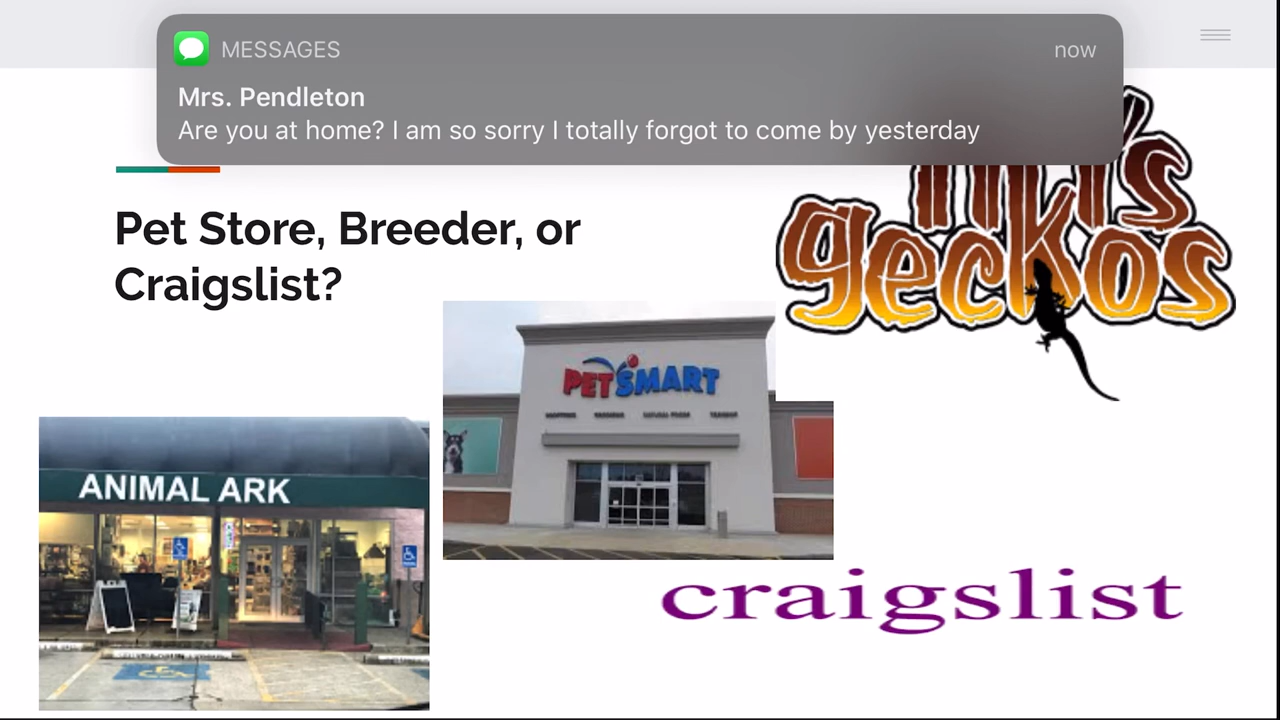 MESSAGES
now
Mrs. Pendleton
Are you at home? I am so sorry I totally forgot to come by yesterday
geckos
Pet Store, Breeder, or
Craigslist?
PETSMART
ANIMAL ARK
craigslist